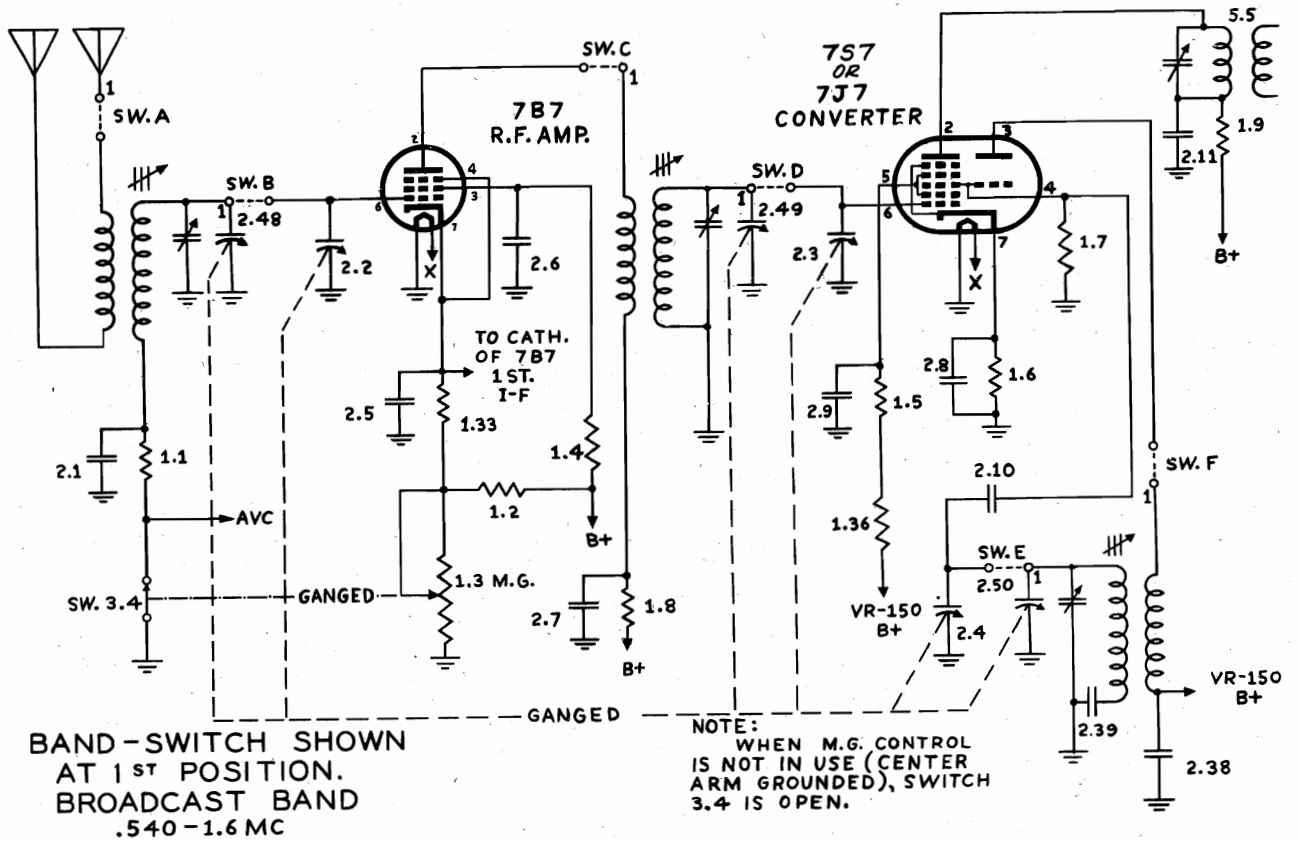 5.5
SW. C
1
7S7
OR
7J7
CONVERTER
1
SW. A
7B7
R.F. AMP.
2
2
3
1.9
2.11
B+
4
3
6
7
X
SW. B
1
2.48
2.2
2.6
SW. D
1
2.49
2.3
5
6
4
7
X
1.7
TO CATH.
OF 7B7
1ST.
I-F
2.5
1.33
1.4
1.2
B+
2.8
1.6
2.9
1.5
1.36
VR-150
B+
2.1
1.1
AVC
SW. 3.4
GANGED
1.3 M.G.
2.7
1.8
B+
2.10
SW. F
1
SW. E
2.50
1
2.4
2.39
VR-150
B+
2.38
GANGED
BAND-SWITCH SHOWN
AT 1ST POSITION.
BROADCAST BAND
.540-1.6 MC
NOTE:
WHEN M.G. CONTROL
IS NOT IN USE (CENTER
ARM GROUNDED), SWITCH
3.4 IS OPEN.